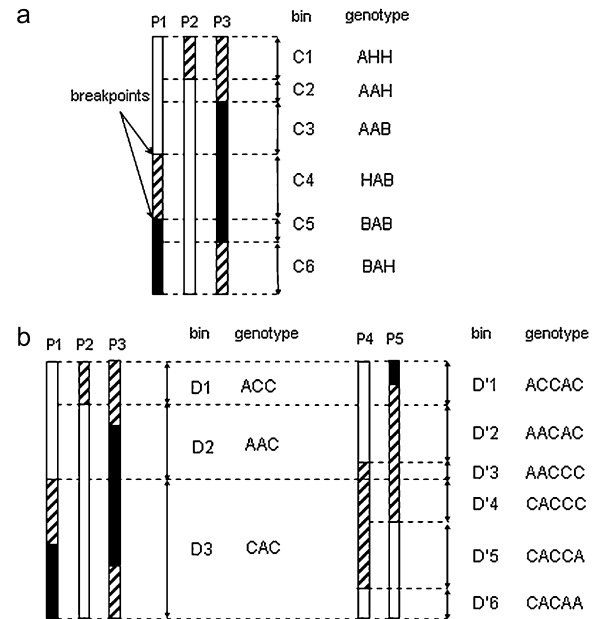 a
P1 P2 P3 bin genotype
C1 AHH
C2 AAH
breakpoints
C3 AAB
C4 HAB
C5 BAB
C6 BAH
b
P1 P2 P3 bin genotype P4 P5 bin genotype
D1 ACC D'1 ACCAC
D2 AAC D'2 AACAC
D'3 AACCC
D'4 CACCC
D3 CAC D'5 CACCA
D'6 CACAA